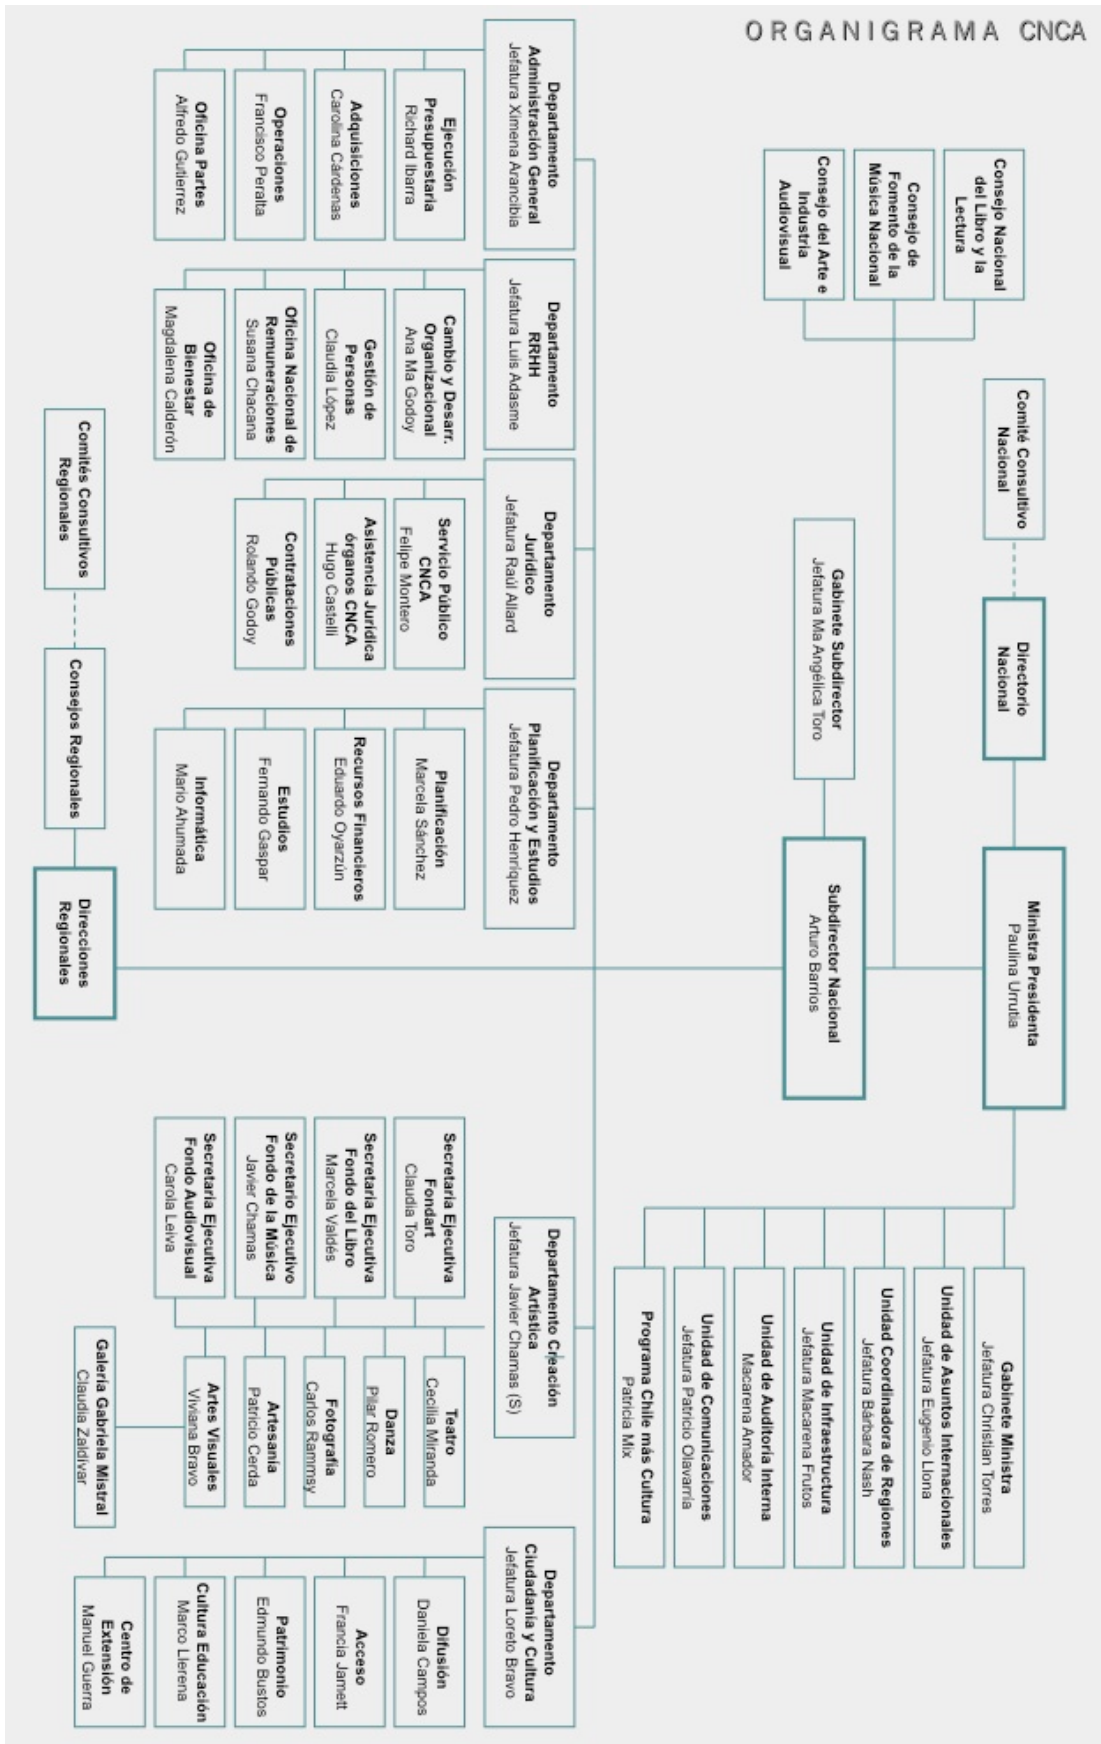 ORGANIGRAMA CNCA
Ministra Presidenta
Paulina Urrutia
Directorio
Nacional
Comité Consultivo
Nacional
Consejo Nacional
del Libro y la
Lectura
Consejo de
Fomento de la
Música Nacional
Consejo del Arte e
Industria
Audiovisual
Gabinete Ministra
Jefatura Christian Torres
Unidad de Asuntos Internacionales
Jefatura Eugenio Llona
Unidad Coordinadora de Regiones
Jefatura Bárbara Nash
Unidad de Infraestructura
Jefatura Macarena Frutos
Unidad de Auditoría Interna
Macarena Amador
Unidad de Comunicaciones
Jefatura Patricio Olavarría
Programa Chile más Cultura
Patricia Mix
Subdirector Nacional
Arturo Barrios
Gabinete Subdirector
Jefatura Ma Angélica Toro
Departamento
Administración General
Jefatura Ximena Arancibia
Ejecución
Presupuestaria
Richard Ibarra
Adquisiciones
Carolina Cárdenas
Operaciones
Francisco Peralta
Oficina Partes
Alfredo Gutierrez
Departamento
RRHH
Jefatura Luis Adasme
Cambio y Desarr.
Organizacional
Ana Ma Godoy
Gestión de
Personas
Claudia López
Oficina Nacional de
Remuneraciones
Susana Chacana
Oficina de
Bienestar
Magdalena Calderón
Departamento
Jurídico
Jefatura Raúl Allard
Servicio Público
CNCA
Felipe Montero
Asistencia Jurídica
órganos CNCA
Hugo Castelli
Contrataciones
Públicas
Rolando Godoy
Departamento
Planificación y Estudios
Jefatura Pedro Henríquez
Planificación
Marcela Sánchez
Recursos Financieros
Eduardo Oyarzún
Estudios
Fernando Gaspar
Informática
Mario Ahumada
Departamento Creación
Artística
Jefatura Javier Chamas (S)
Secretaria Ejecutiva
Fondart
Claudia Toro
Secretaria Ejecutiva
Fondo del Libro
Marcela Valdés
Secretario Ejecutivo
Fondo de la Música
Javier Chamas
Secretaria Ejecutiva
Fondo Audiovisual
Carola Leiva
Teatro
Cecilia Miranda
Danza
Pilar Romero
Fotografía
Carlos Rammsy
Artesanía
Patricio Cerda
Artes Visuales
Viviana Bravo
Galería Gabriela Mistral
Claudia Zaldívar
Departamento
Ciudadanía y Cultura
Jefatura Loreto Bravo
Difusión
Daniela Campos
Acceso
Francia Jamett
Patrimonio
Edmundo Bustos
Cultura Educación
Marco Llerena
Centro de
Extensión
Manuel Guerra
Comités Consultivos
Regionales
Consejos Regionales
Direcciones
Regionales